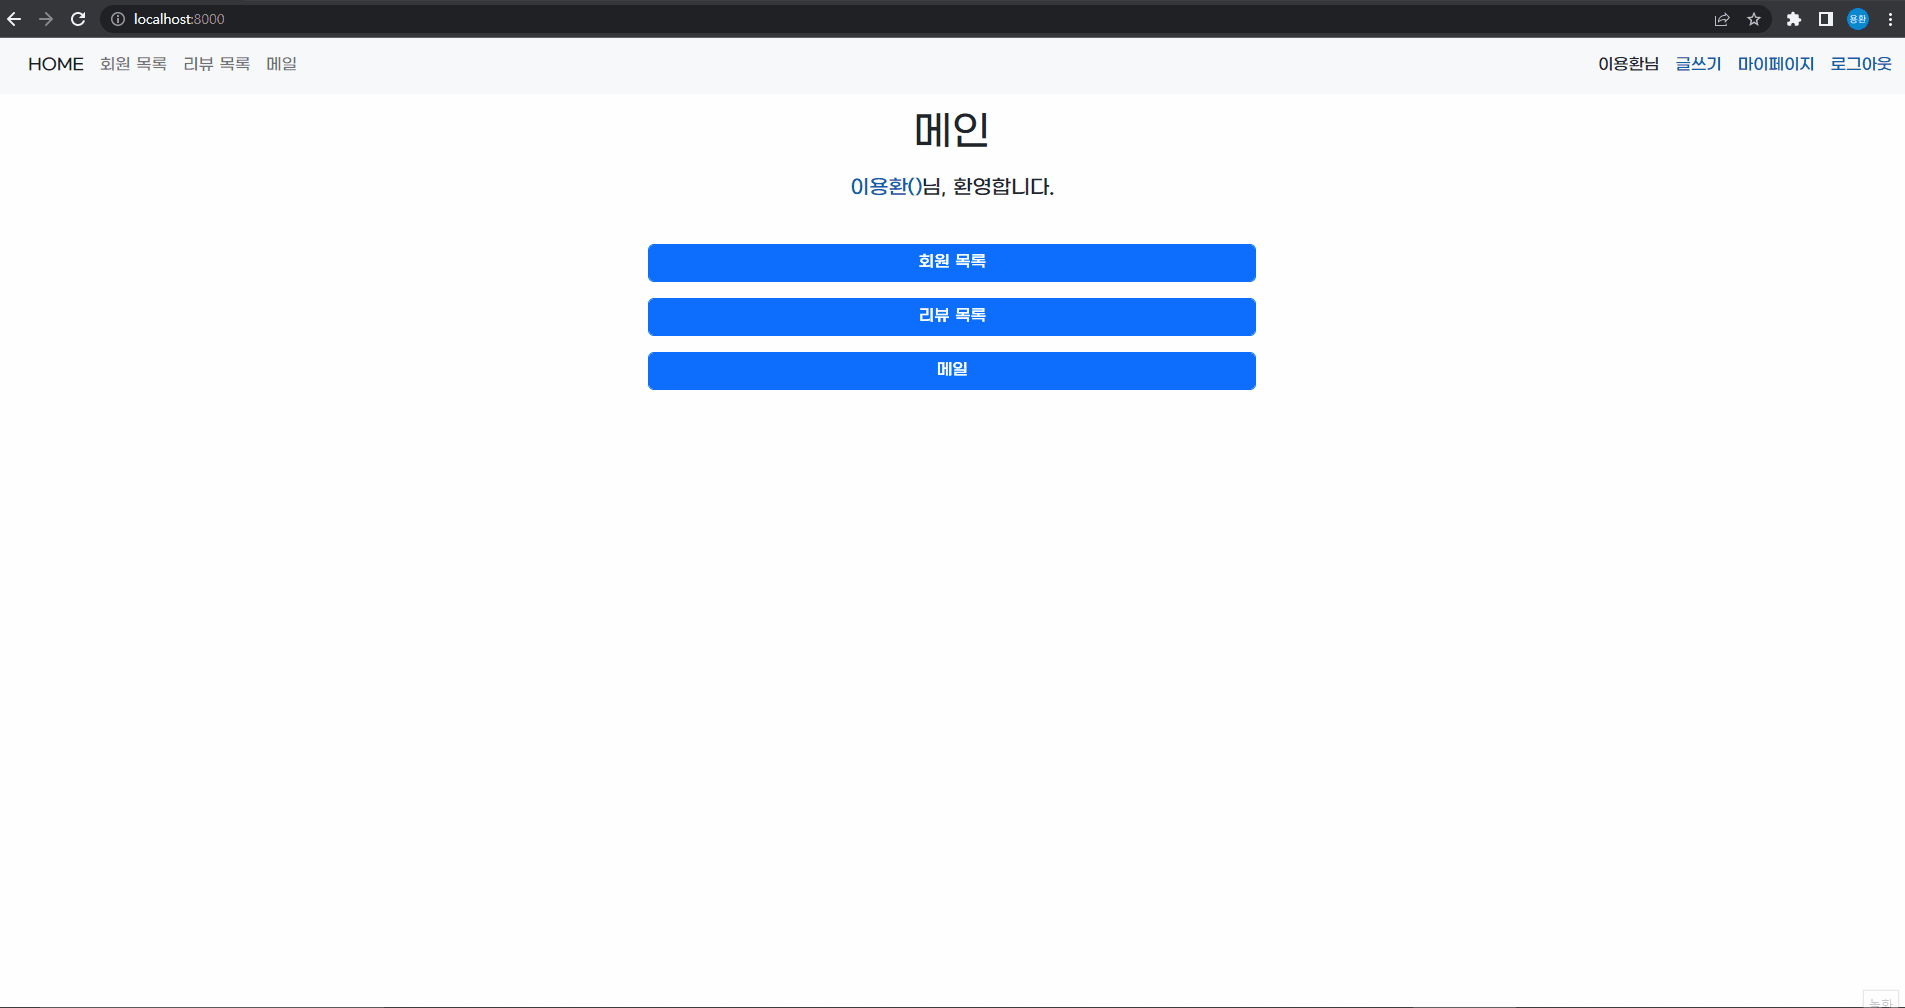 localhost:8000
용환
HOME 회원 목록 리뷰 목록 메일 이용환님 글쓰기 마이페이지 로그아웃
메인
이용환()님, 환영합니다.
회원 목록
리뷰 목록
메일